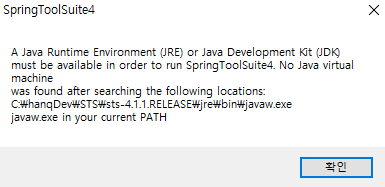 SpringToolSuite4
A Java Runtime Environment (JRE) or Java Development Kit (JDK)
must be available in order to run SpringToolSuite4. No Java virtual
machine
was found after searching the following locations:
C:₩hanqDev₩STS₩sts-4.1.1.RELEASE₩jre₩bin₩javaw.exe
javaw.exe in your current PATH
확인